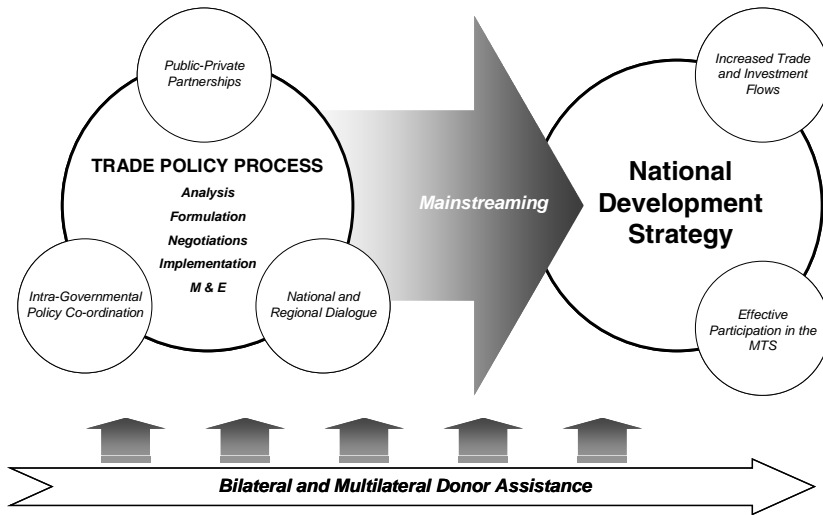 Public-Private
Partnerships
TRADE POLICY PROCESS
Analysis
Formulation
Negotiations
Implementation
M & E
Intra-Governmental
Policy Co-ordination
National and
Regional Dialogue
Mainstreaming
Increased Trade
and Investment
Flows
National
Development
Strategy
Effective
Participation in the
MTS
Bilateral and Multilateral Donor Assistance